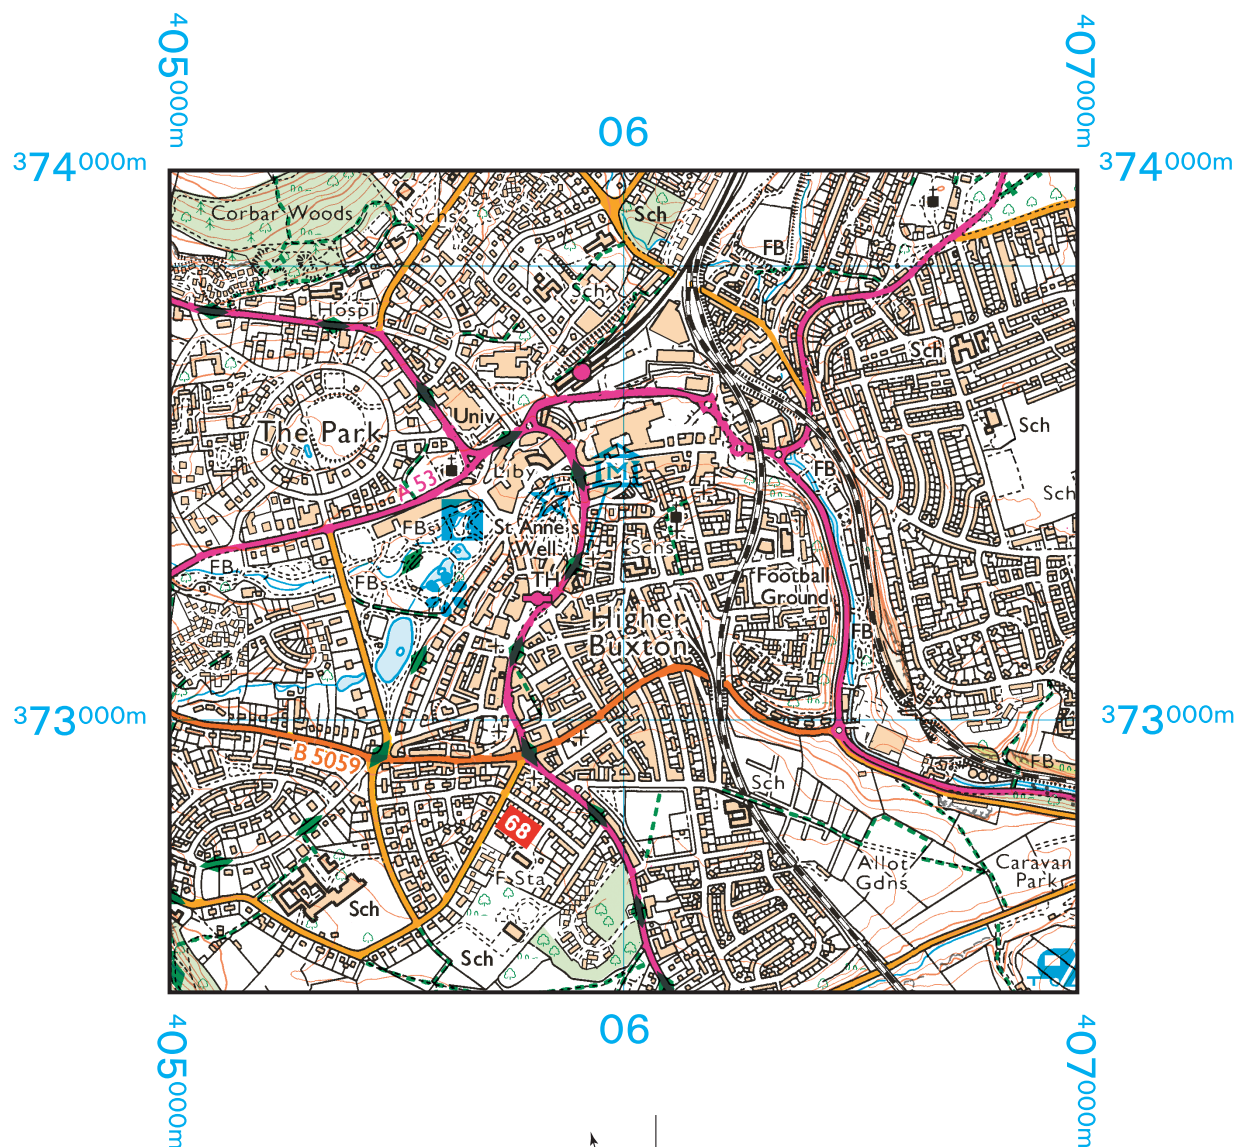 405000m
407000m
06
374000m
374000m
Corbar Woods
Schs
Sch
FB
Sch
Hospl
Sch
Univ
The Park
Sch
A 53
Lib
M
FB
Sch
FBs
St Anne's
Well
Schs
FB
FB
TH
Football
Ground
Higher
Buxton
FB
373000m
373000m
B 5059
FB
Sch
68
Allot
Gdns
Caravan
Park
F Sta
Sch
Sch
405000m
06
407000m